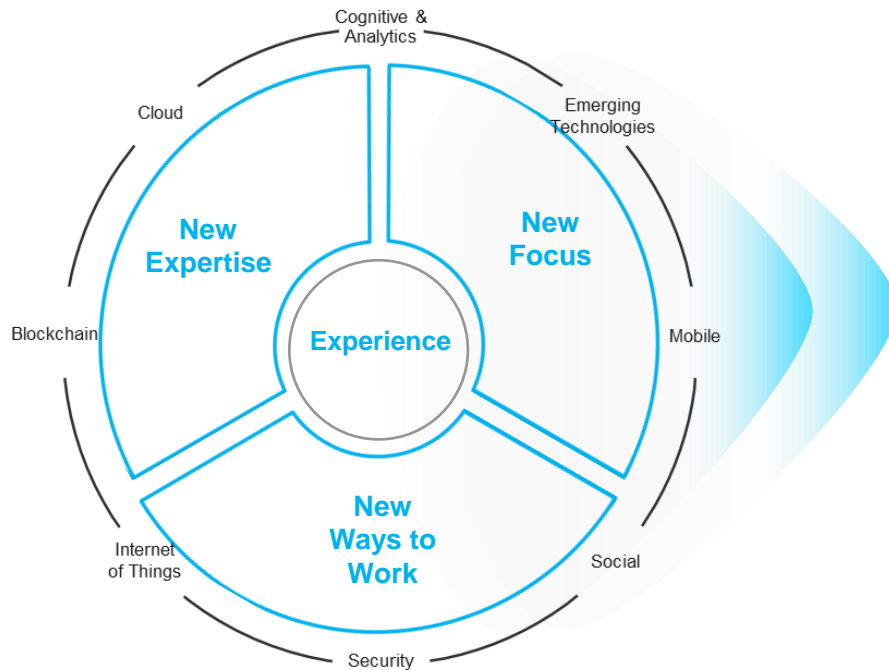 Cognitive &
Analytics
Cloud
Emerging
Technologies
New
Expertise
New
Focus
Blockchain
Experience
Mobile
New
Ways to
Work
Internet
of Things
Social
Security